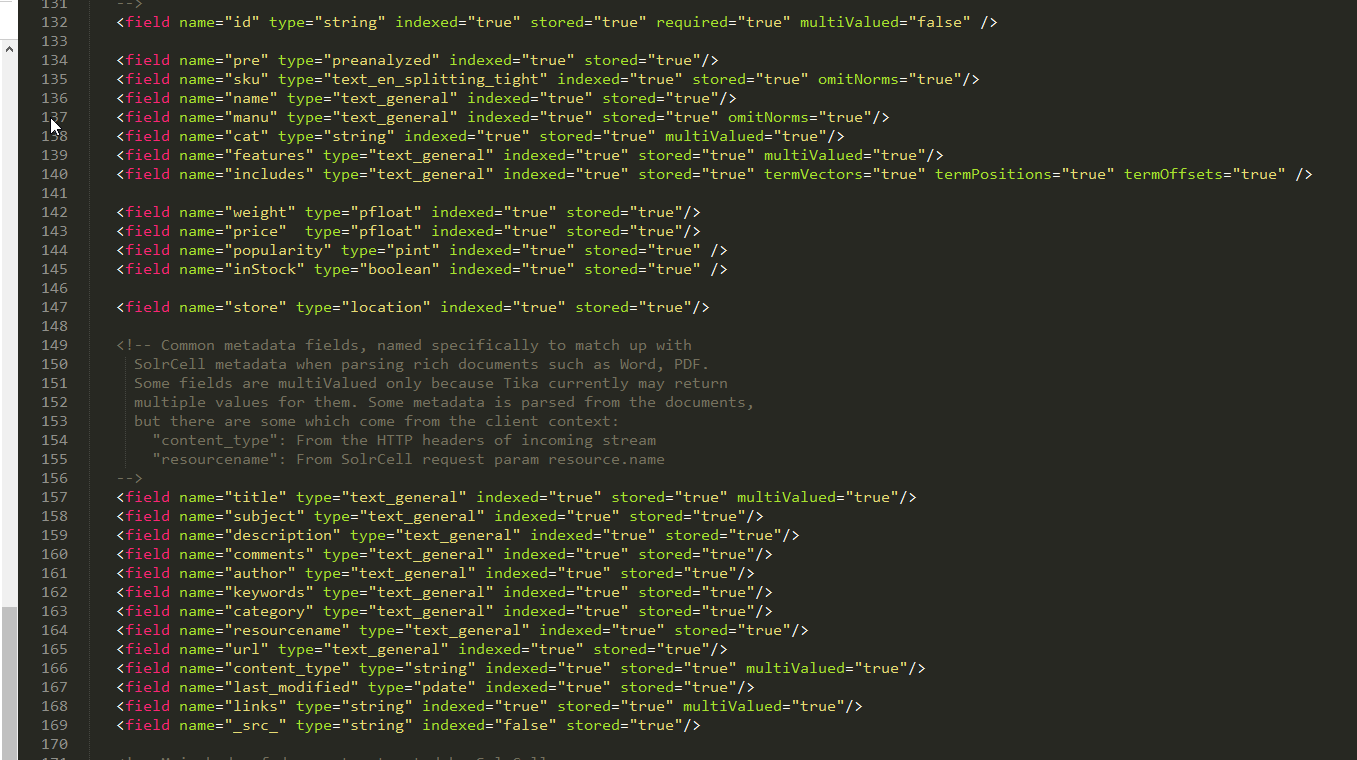 131 -->
132 <field name="id" type="string" indexed="true" stored="true" required="true" multiValued="false" />
133
134 <field name="pre" type="preanalyzed" indexed="true" stored="true"/>
135 <field name="sku" type="text_en_splitting_tight" indexed="true" stored="true" omitNorms="true"/>
136 <field name="name" type="text_general" indexed="true" stored="true"/>
137 <field name="manu" type="text_general" indexed="true" stored="true" omitNorms="true"/>
138 <field name="cat" type="string" indexed="true" stored="true" multiValued="true"/>
139 <field name="features" type="text_general" indexed="true" stored="true" multiValued="true"/>
140 <field name="includes" type="text_general" indexed="true" stored="true" termVectors="true" termPositions="true" termOffsets="true" />
141
142 <field name="weight" type="pfloat" indexed="true" stored="true"/>
143 <field name="price"  type="pfloat" indexed="true" stored="true"/>
144 <field name="popularity" type="pint" indexed="true" stored="true" />
145 <field name="inStock" type="boolean" indexed="true" stored="true" />
146
147 <field name="store" type="location" indexed="true" stored="true"/>
148
149 <!-- Common metadata fields, named specifically to match up with
150 SolrCell metadata when parsing rich documents such as Word, PDF.
151 Some fields are multiValued only because Tika currently may return
152 multiple values for them. Some metadata is parsed from the documents,
153 but there are some which come from the client context:
154 "content_type": From the HTTP headers of incoming stream
155 "resourcename": From SolrCell request param resource.name
156 -->
157 <field name="title" type="text_general" indexed="true" stored="true" multiValued="true"/>
158 <field name="subject" type="text_general" indexed="true" stored="true"/>
159 <field name="description" type="text_general" indexed="true" stored="true"/>
160 <field name="comments" type="text_general" indexed="true" stored="true"/>
161 <field name="author" type="text_general" indexed="true" stored="true"/>
162 <field name="keywords" type="text_general" indexed="true" stored="true"/>
163 <field name="category" type="text_general" indexed="true" stored="true"/>
164 <field name="resourcename" type="text_general" indexed="true" stored="true"/>
165 <field name="url" type="text_general" indexed="true" stored="true"/>
166 <field name="content_type" type="string" indexed="true" stored="true" multiValued="true"/>
167 <field name="last_modified" type="pdate" indexed="true" stored="true"/>
168 <field name="links" type="string" indexed="true" stored="true" multiValued="true"/>
169 <field name="_src_" type="string" indexed="false" stored="true"/>
170